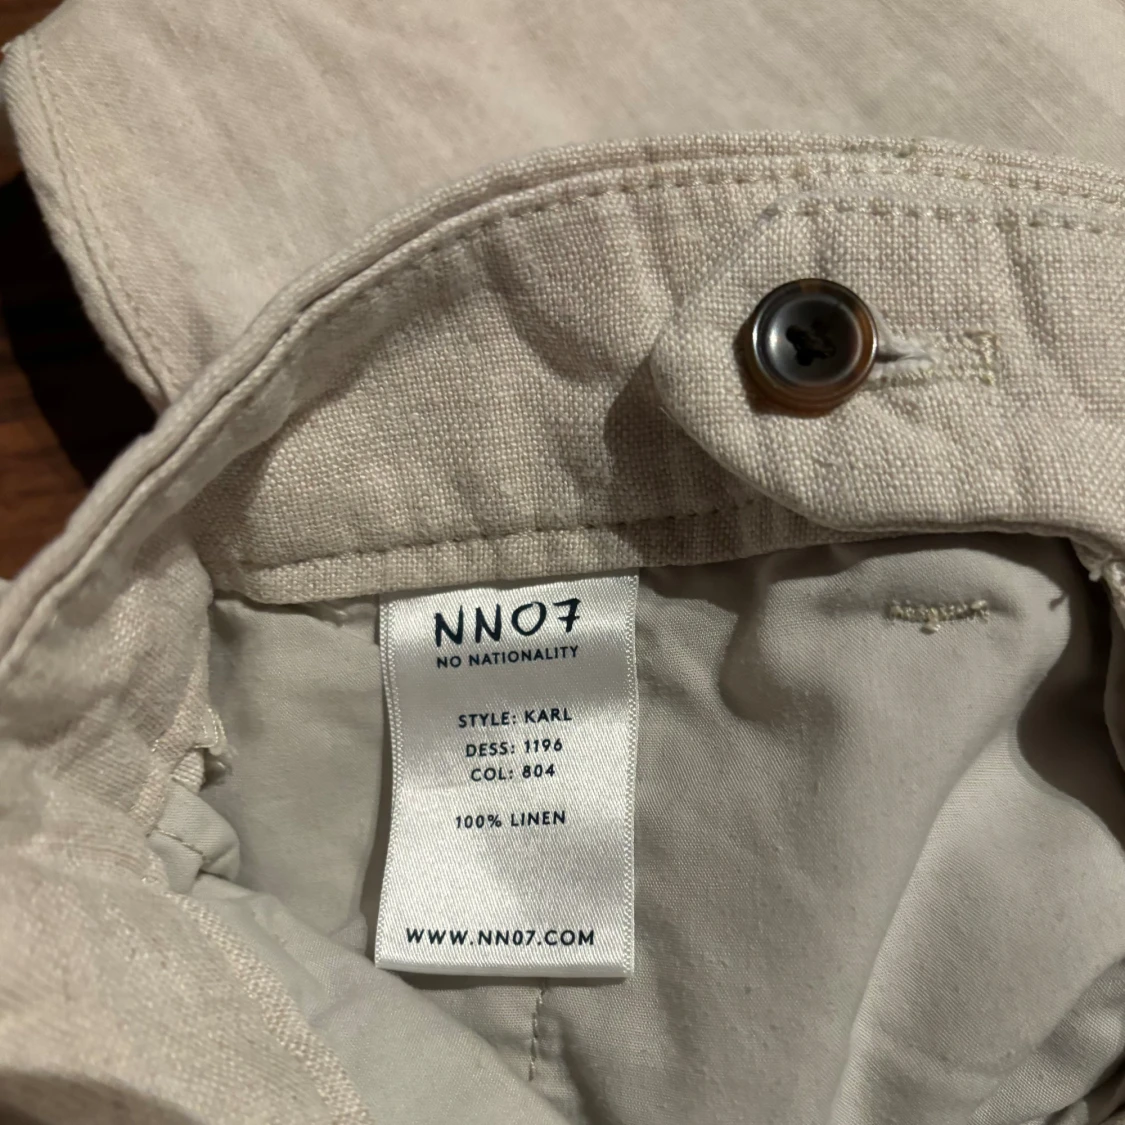 NN07
NO NATIONALITY
STYLE: KARL
DESS: 1196
COL: 804
100% LINEN
WWW.NN07.COM